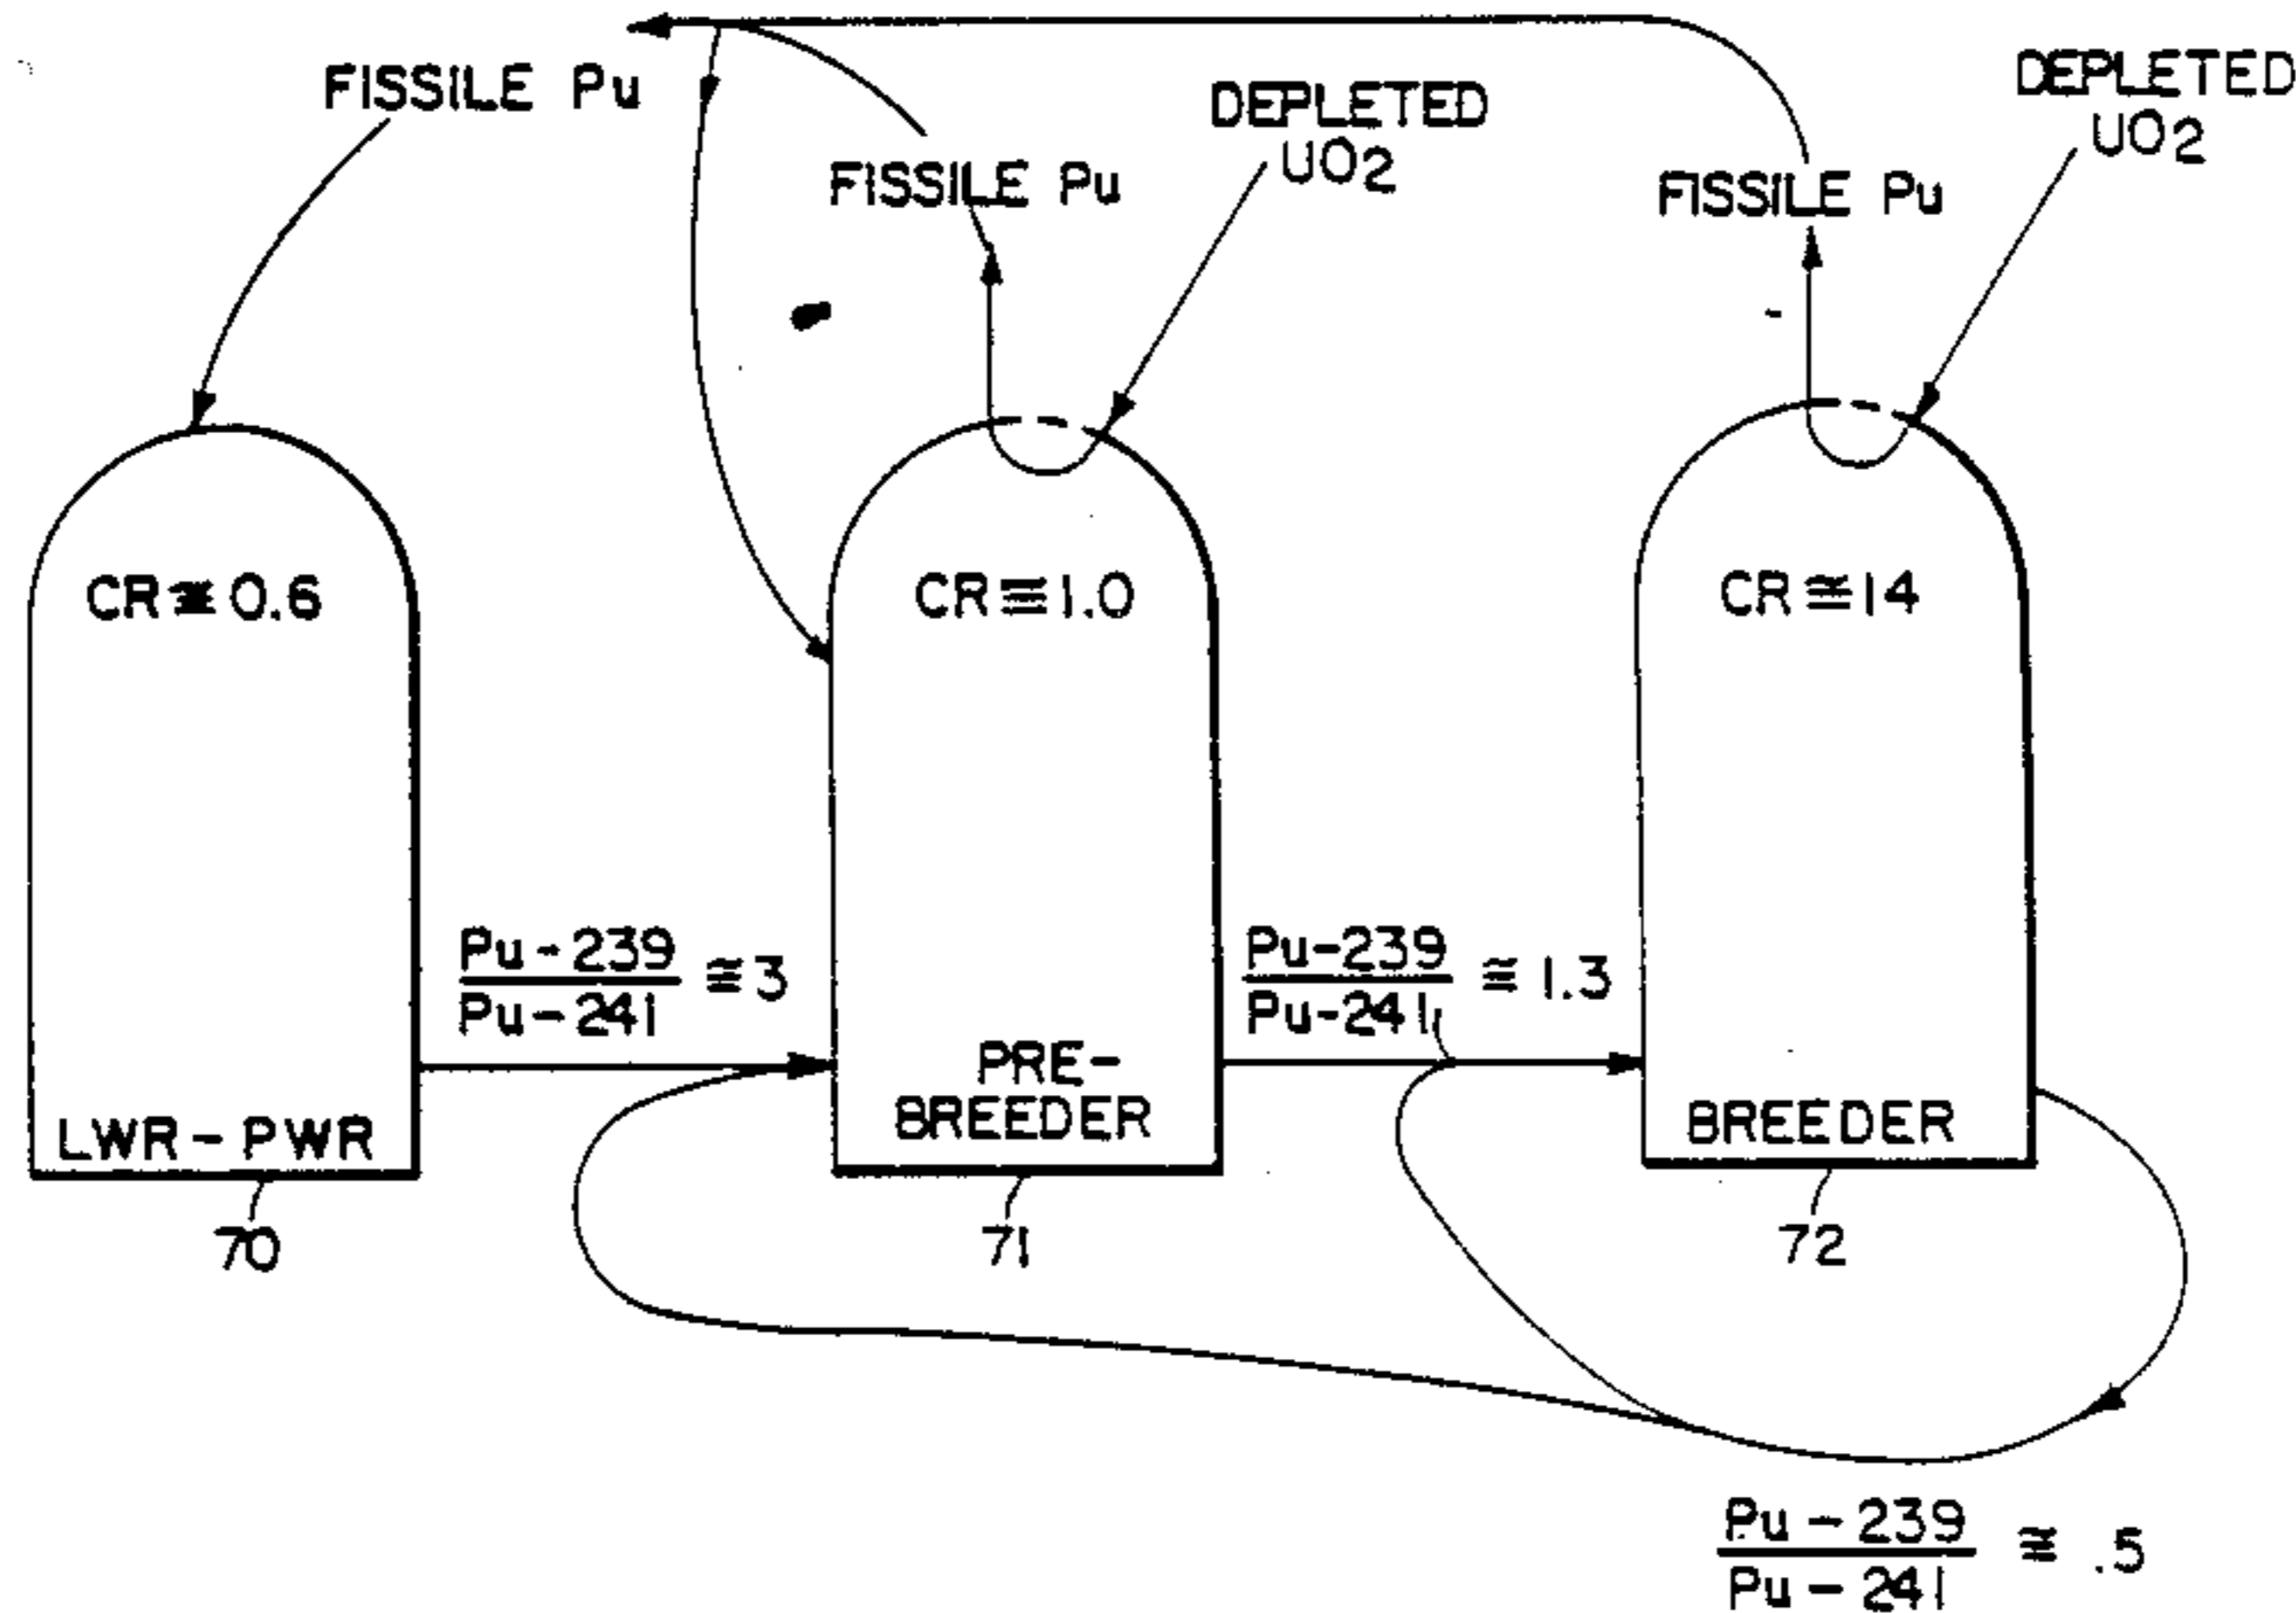 FISSILE Pu
DEPLETED
UO2
DEPLETED
UO2
FISSILE Pu
FISSILE Pu
CR ≅ 0.6
CR ≅ 1.0
CR ≅ 14
Pu-239
Pu-241
≅ 3
Pu-239
Pu-241
≅ 1.3
LWR-PWR
PRE-
BREEDER
BREEDER
70
71
72
Pu-239
Pu-241
≅ .5